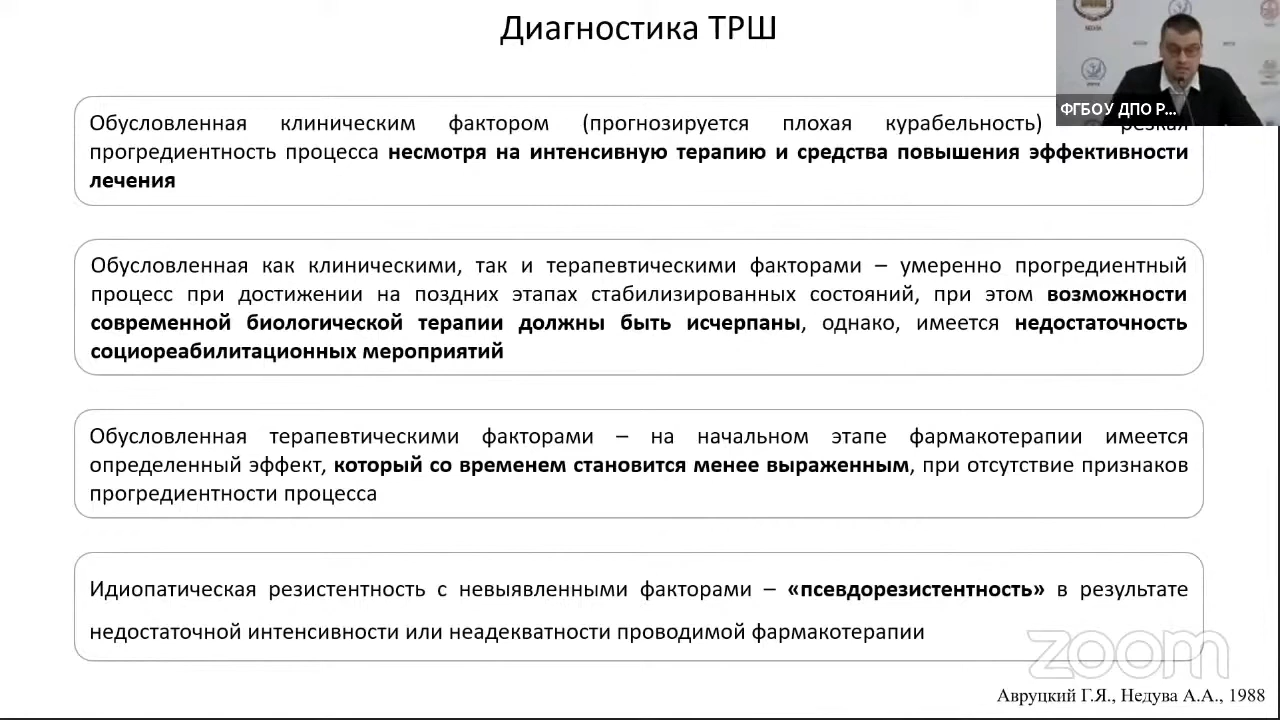 Диагностика ТРШ
ФГБОУ ДПО Р...
Обусловленная клиническим фактором (прогнозируется плохая курабельность) резкая
прогредиентность процесса несмотря на интенсивную терапию и средства повышения эффективности
лечения
Обусловленная как клиническими, так и терапевтическими факторами – умеренно прогредиентный
процесс при достижении на поздних этапах стабилизированных состояний, при этом возможности
современной биологической терапии должны быть исчерпаны, однако, имеется недостаточность
социореабилитационных мероприятий
Обусловленная терапевтическими факторами – на начальном этапе фармакотерапии имеется
определенный эффект, который со временем становится менее выраженным, при отсутствие признаков
прогредиентности процесса
Идиопатическая резистентность с невыявленными факторами – «псевдорезистентность» в результате
недостаточной интенсивности или неадекватности проводимой фармакотерапии
zoom
Авруцкий Г.Я., Недува А.А., 1988